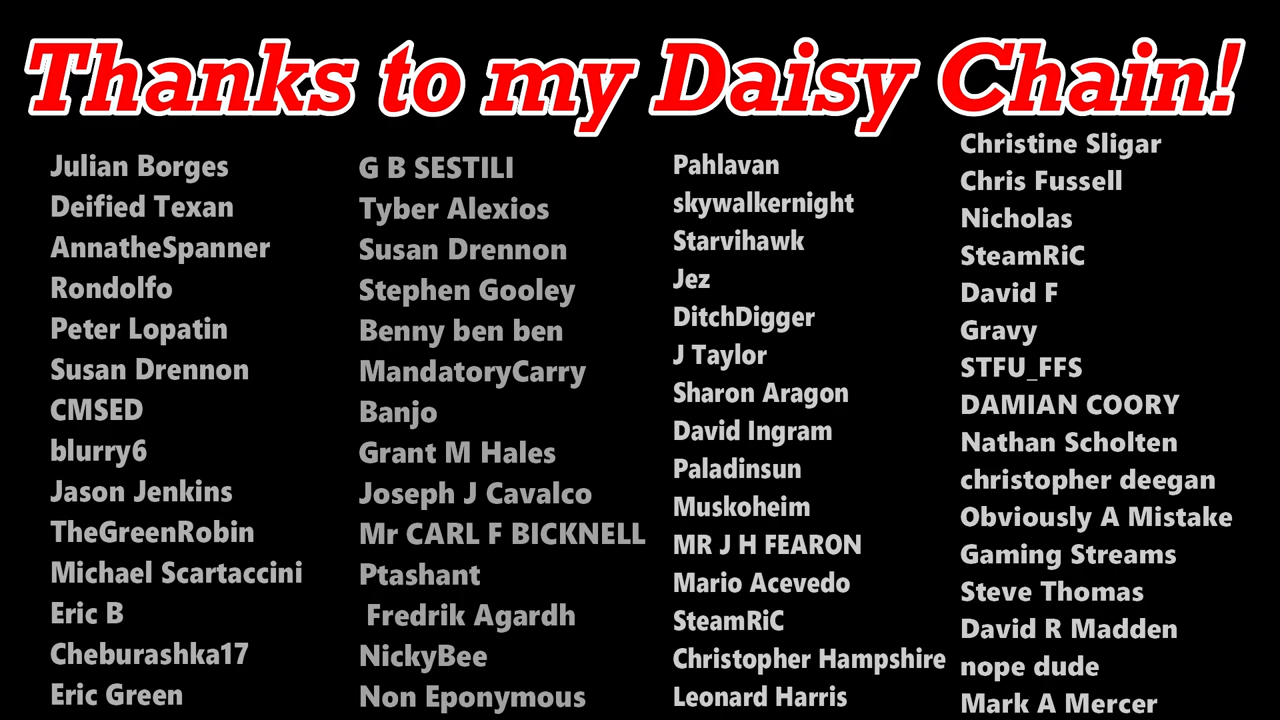 Thanks to my Daisy Chain!
Julian Borges
Deified Texan
AnnatheSpanner
Rondolfo
Peter Lopatin
Susan Drennon
CMSED
blurry6
Jason Jenkins
TheGreenRobin
Michael Scartaccini
Eric B
Cheburashka17
Eric Green
G B SESTILI
Tyber Alexios
Susan Drennon
Stephen Gooley
Benny ben ben
MandatoryCarry
Banjo
Grant M Hales
Joseph J Cavalco
Mr CARL F BICKNELL
Ptashant
Fredrik Agardh
NickyBee
Non Eponymous
Pahlavan
skywalkernight
Starvihawk
Jez
DitchDigger
J Taylor
Sharon Aragon
David Ingram
Paladinsun
Muskoheim
MR J H FEARON
Mario Acevedo
SteamRiC
Christopher Hampshire
Leonard Harris
Christine Sligar
Chris Fussell
Nicholas
SteamRiC
David F
Gravy
STFU_FFS
DAMIAN COORY
Nathan Scholten
christopher deegan
Obviously A Mistake
Gaming Streams
Steve Thomas
David R Madden
nope dude
Mark A Mercer